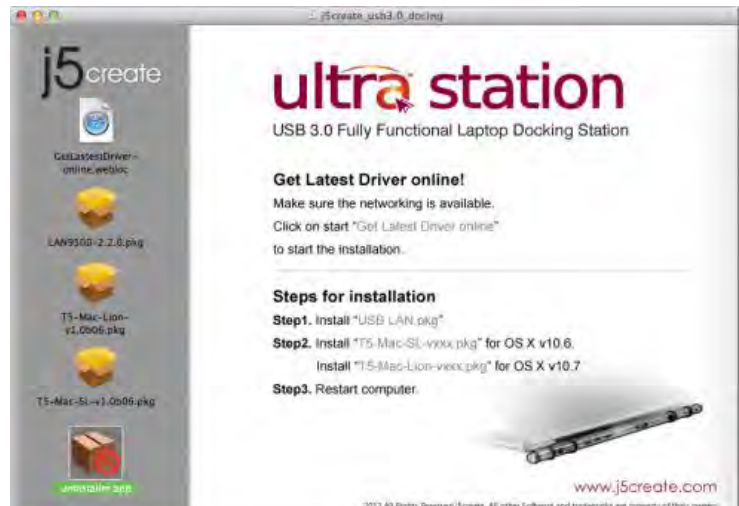 j5create_usb3.0_docing
j5create
GetLastestDriver-
online.webloc
LAN9500-2.2.0.pkg
T5-Mac-Lion-
v1.0b06.pkg
T5-Mac-SL-v1.0b06.pkg
uninstaller.app
ultra station
USB 3.0 Fully Functional Laptop Docking Station
Get Latest Driver online!
Make sure the networking is available.
Click on start "Get Latest Driver online"
to start the installation.
Steps for installation
Step1. Install "USB LAN.pkg"
Step2. Install "T5-Mac-SL-vxxx.pkg" for OS X v10.6.
Install "T5-Mac-Lion-vxxx.pkg" for OS X v10.7
Step3. Restart computer.
www.j5create.com